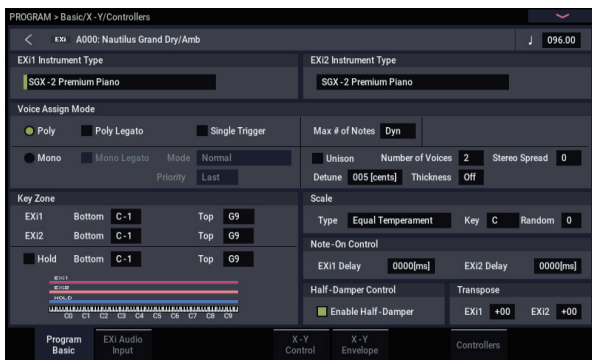 PROGRAM > Basic/X-Y/Controllers
EXi A000: Nautilus Grand Dry/Amb ♩ 096.00
EXi1 Instrument Type EXi2 Instrument Type
SGX-2 Premium Piano SGX-2 Premium Piano
Voice Assign Mode
Poly Poly Legato Single Trigger Max # of Notes Dyn
Mono Mono Legato Mode Normal Unison Number of Voices 2 Stereo Spread 0
Priority Last Detune 005 [cents] Thickness Off
Key Zone Scale
EXi1 Bottom C-1 Top G9 Type Equal Temperament Key C Random 0
EXi2 Bottom C-1 Top G9 Note-On Control
Hold Bottom C-1 Top G9 EXi1 Delay 0000[ms] EXi2 Delay 0000[ms]
EXi1
EXi2 Half-Damper Control Transpose
HOLD Enable Half-Damper EXi1 +00 EXi2 +00
C0 C1 C2 C3 C4 C5 C6 C7 C8 C9
Program Basic EXi Audio Input X-Y Control X-Y Envelope Controllers